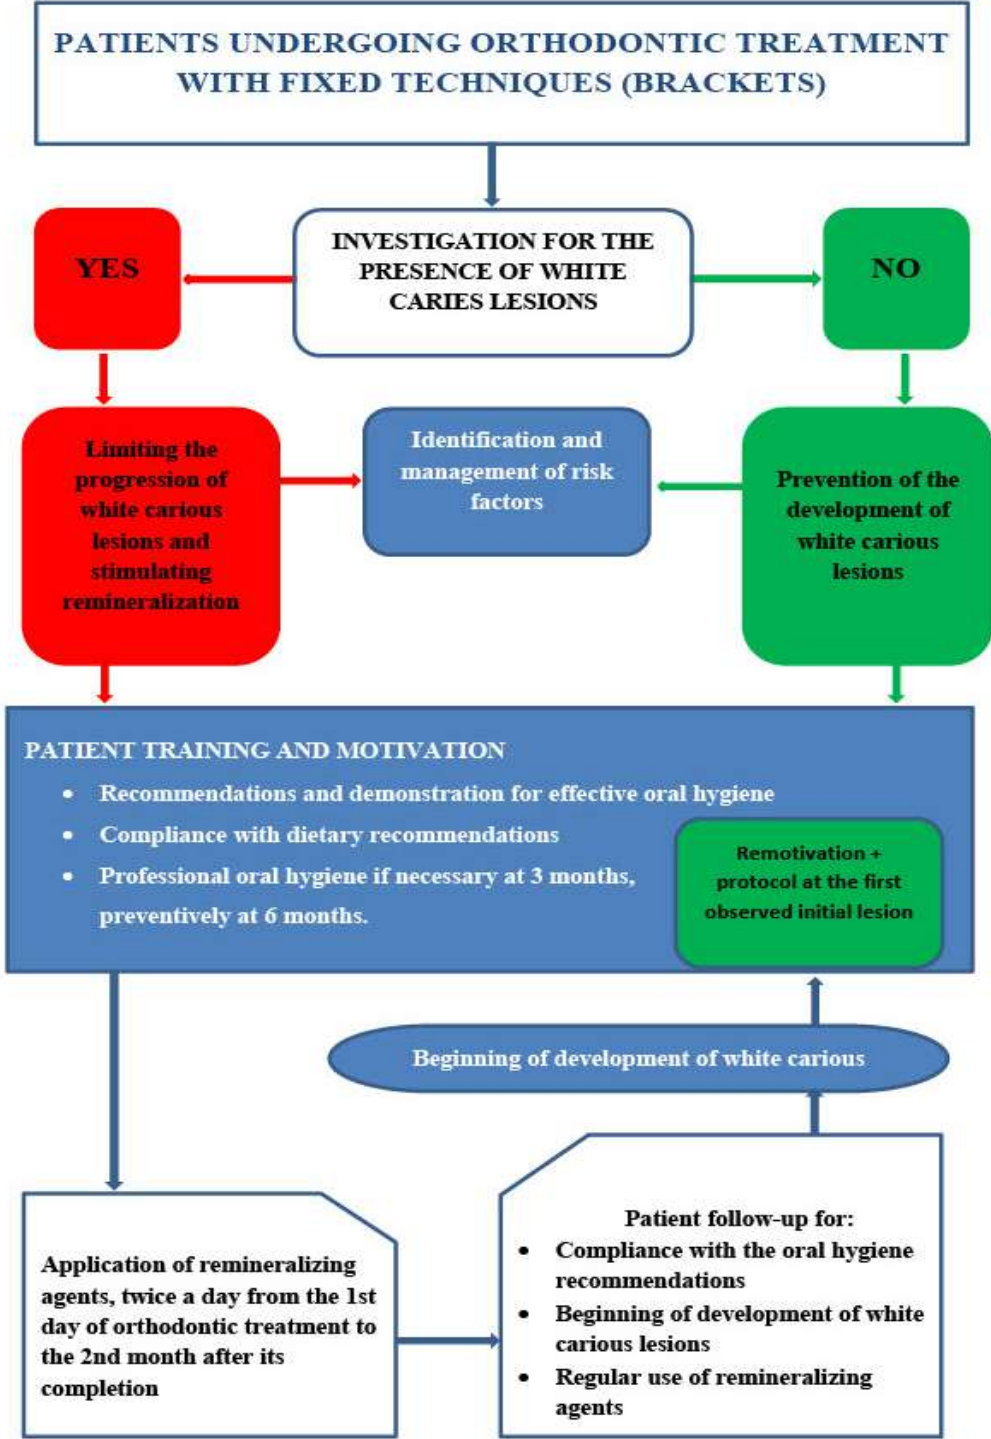 PATIENTS UNDERGOING ORTHODONTIC TREATMENT
WITH FIXED TECHNIQUES (BRACKETS)
YES
INVESTIGATION FOR THE
PRESENCE OF WHITE
CARIES LESIONS
NO
Limiting the
progression of
white carious
lesions and
stimulating
remineralization
Identification and
management of risk
factors
Prevention of the
development of
white carious
lesions
PATIENT TRAINING AND MOTIVATION
• Recommendations and demonstration for effective oral hygiene
• Compliance with dietary recommendations
• Professional oral hygiene if necessary at 3 months,
preventively at 6 months.
Remotivation +
protocol at the first
observed initial lesion
Beginning of development of white carious
Application of remineralizing
agents, twice a day from the 1st
day of orthodontic treatment to
the 2nd month after its
completion
Patient follow-up for:
• Compliance with the oral hygiene
recommendations
• Beginning of development of white
carious lesions
• Regular use of remineralizing
agents